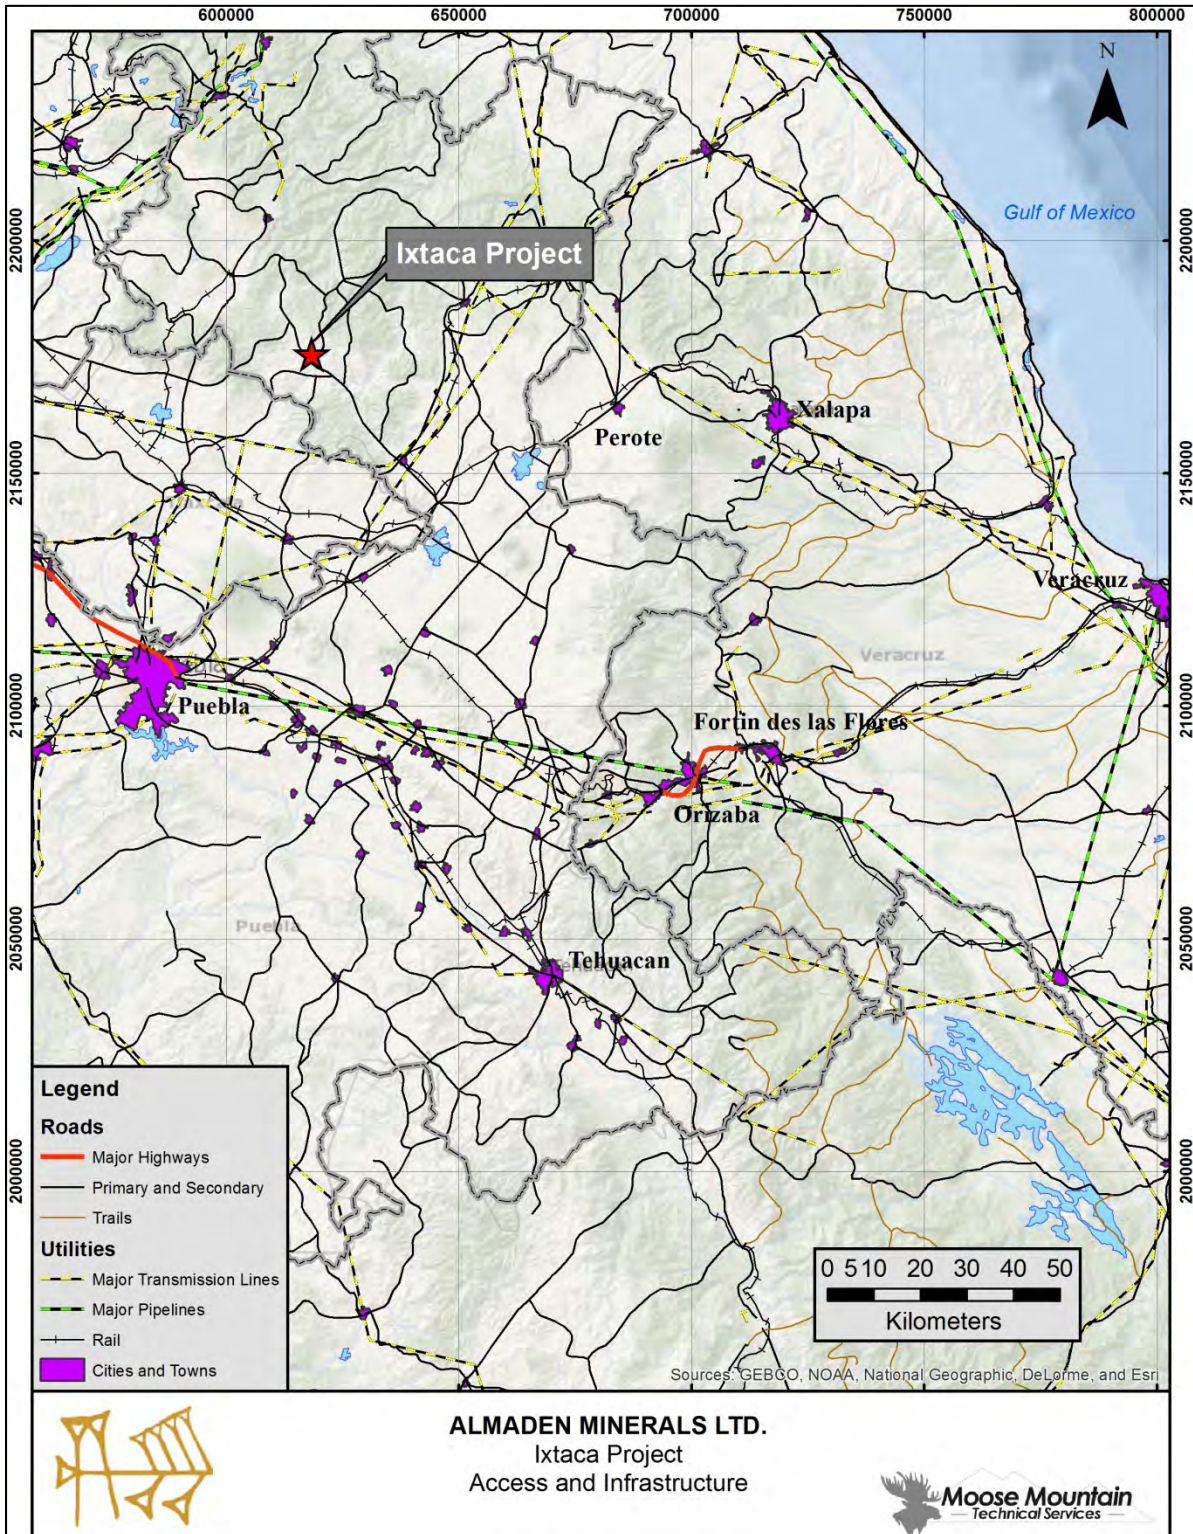 600000
650000
700000
750000
800000
N
Gulf of Mexico
2200000
2200000
Ixtaca Project
Xalapa
Perote
2150000
2150000
Veracruz
Veracruz
Puebla
2100000
2100000
Fortin des las Flores
Orizaba
Puebla
2050000
2050000
Tehuacan
2000000
2000000
Legend
Roads
Major Highways
Primary and Secondary
Trails
Utilities
Major Transmission Lines
Major Pipelines
Rail
Cities and Towns
0 5 10 20 30 40 50
Kilometers
Sources: GEBCO, NOAA, National Geographic, DeLorme, and Esri
ALMADEN MINERALS LTD.
Ixtaca Project
Access and Infrastructure
Moose Mountain
Technical Services